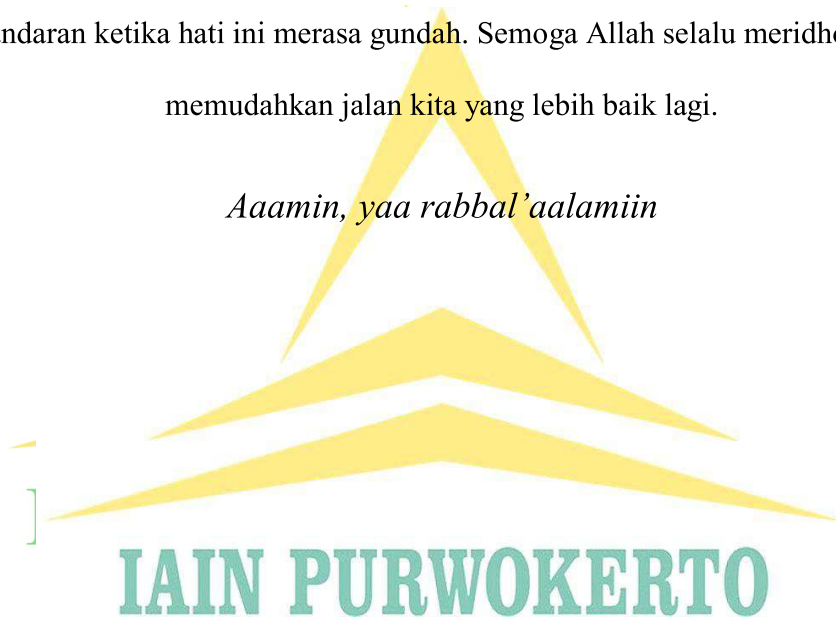 ndaran ketika hati ini merasa gundah. Semoga Allah selalu meridho
memudahkan jalan kita yang lebih baik lagi.
Aaamin, yaa rabbal’aalamiin
IAIN PURWOKERTO